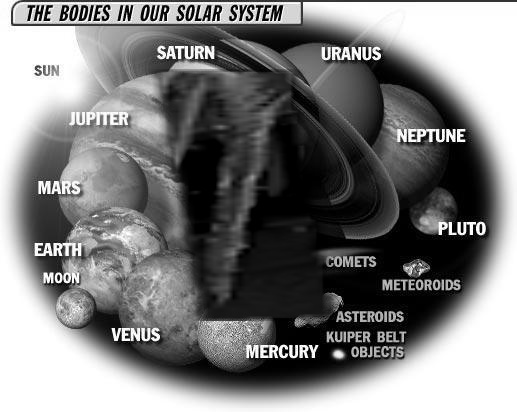 THE BODIES IN OUR SOLAR SYSTEM
SATURN
URANUS
SUN
JUPITER
NEPTUNE
MARS
PLUTO
EARTH
COMETS
MOON
METEOROIDS
ASTEROIDS
VENUS
KUIPER BELT
OBJECTS
MERCURY